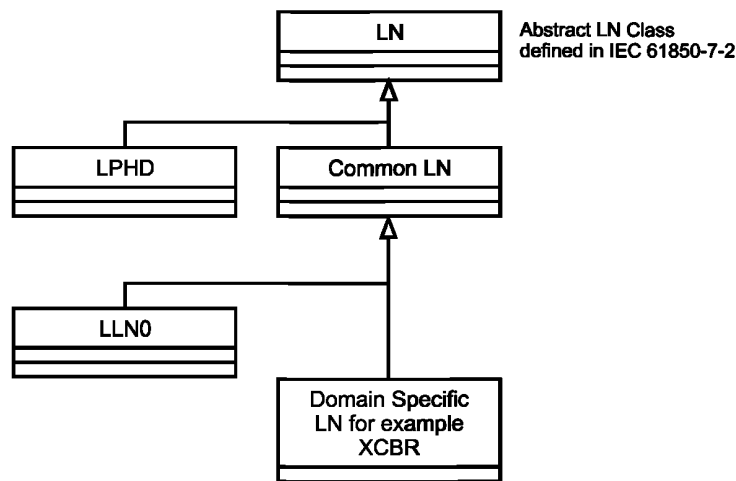 LN
Abstract LN Class
defined in IEC 61850-7-2
LPHD
Common LN
LLN0
Domain Specific
LN for example
XCBR